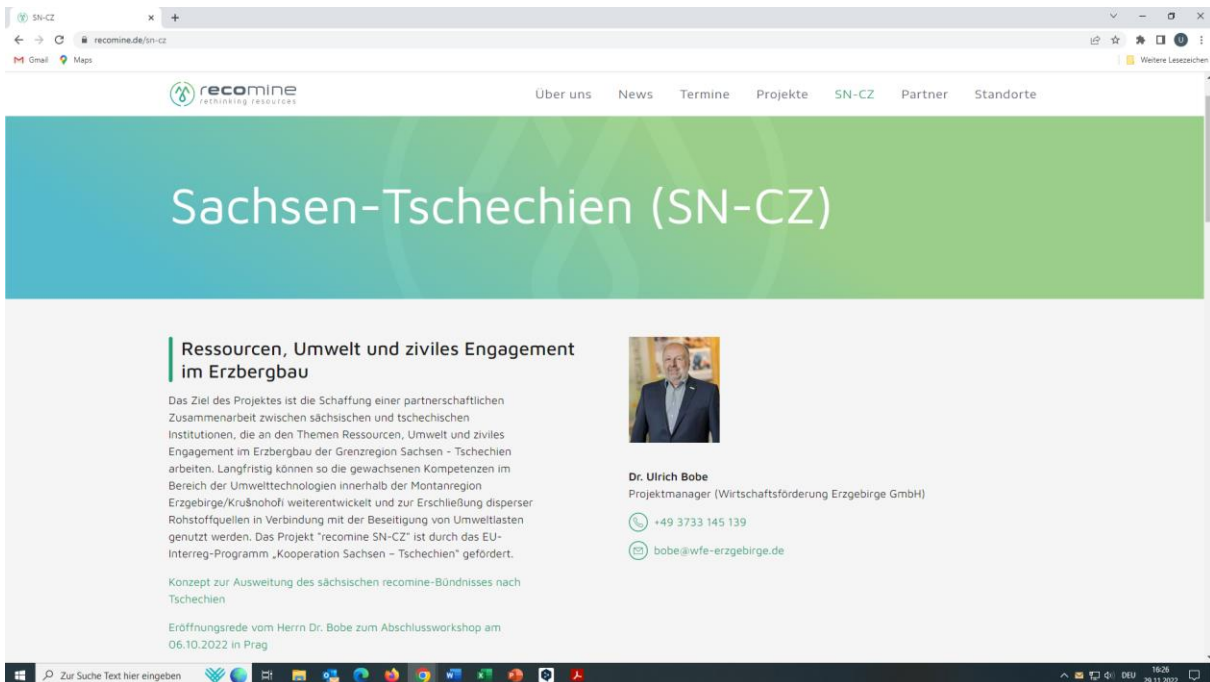 SN-CZ
recomine.de/sn-cz
Gmail
Maps
Weitere Lesezeichen
recomine
rethinking resources
Über uns
News
Termine
Projekte
SN-CZ
Partner
Standorte
Sachsen-Tschechien (SN-CZ)
Ressourcen, Umwelt und ziviles Engagement
im Erzbergbau
Das Ziel des Projektes ist die Schaffung einer partnerschaftlichen
Zusammenarbeit zwischen sächsischen und tschechischen
Institutionen, die an den Themen Ressourcen, Umwelt und ziviles
Engagement im Erzbergbau der Grenzregion Sachsen - Tschechien
arbeiten. Langfristig können so die gewachsenen Kompetenzen im
Bereich der Umwelttechnologien innerhalb der Montanregion
Erzgebirge/Krušnohoří weiterentwickelt und zur Erschließung disperser
Rohstoffquellen in Verbindung mit der Beseitigung von Umweltlasten
genutzt werden. Das Projekt "recomine SN-CZ" ist durch das EU-
Interreg-Programm „Kooperation Sachsen – Tschechien" gefördert.
Konzept zur Ausweitung des sächsischen recomine-Bündnisses nach
Tschechien
Eröffnungsrede vom Herrn Dr. Bobe zum Abschlussworkshop am
06.10.2022 in Prag
Dr. Ulrich Bobe
Projektmanager (Wirtschaftsförderung Erzgebirge GmbH)
+49 3733 145 139
bobe@wfe-erzgebirge.de
Zur Suche Text hier eingeben
DEU
16:26
29.11.2022